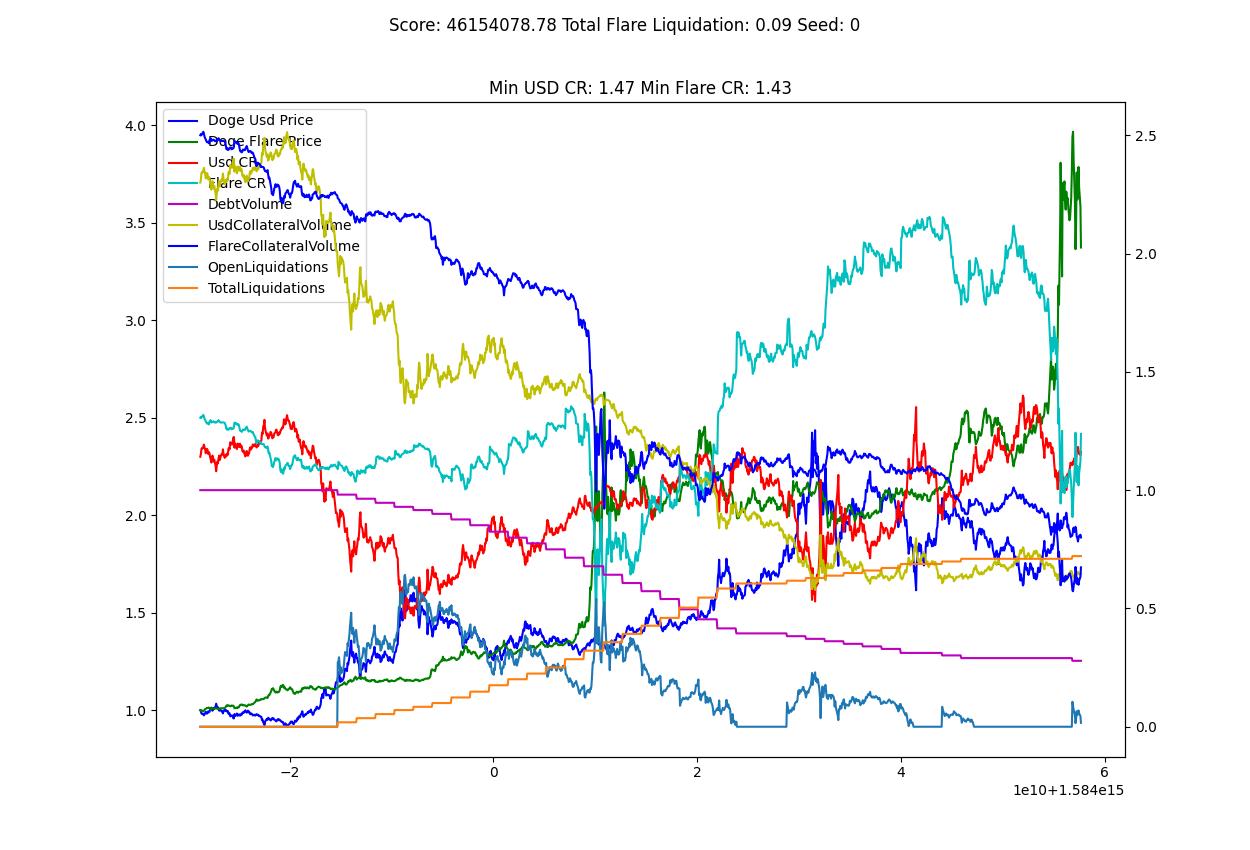 Score: 46154078.78 Total Flare Liquidation: 0.09 Seed: 0
Min USD CR: 1.47 Min Flare CR: 1.43
Doge Usd Price
Doge Flare Price
Usd CR
Flare CR
DebtVolume
UsdCollateralVolume
FlareCollateralVolume
OpenLiquidations
TotalLiquidations
4.0
3.5
3.0
2.5
2.0
1.5
1.0
2.5
2.0
1.5
1.0
0.5
0.0
−2
0
2
4
6
1e10+1.584e15